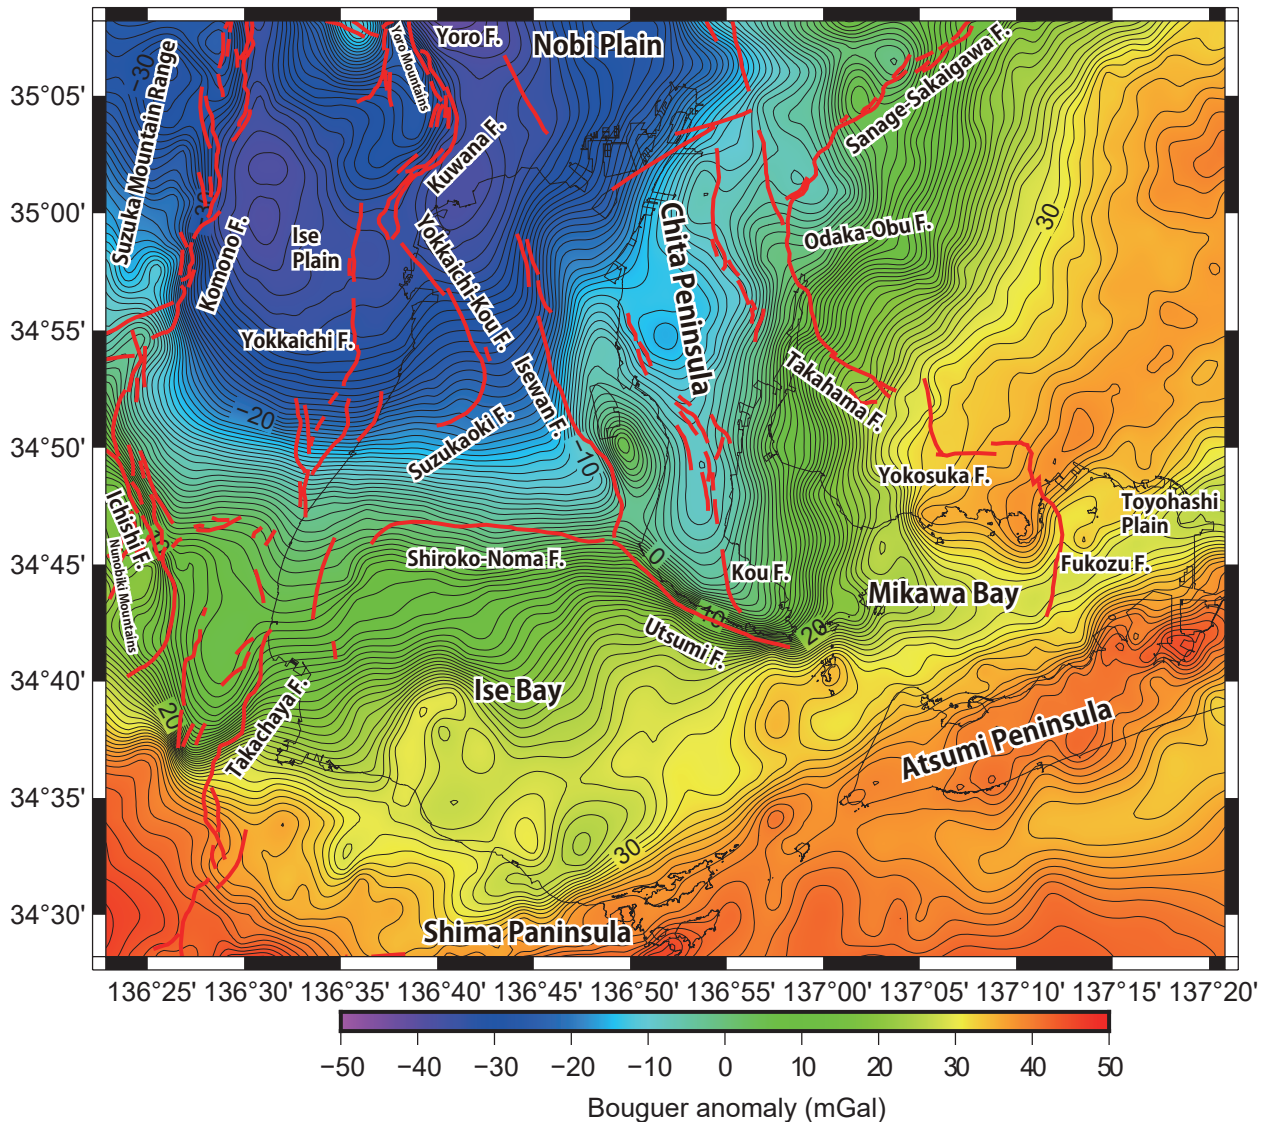 Yoro F.
Nobi Plain
Yoro Mountains
Sanage-Sakaigawa F.
Suzuka Mountain Range
−30
35°05'
Kuwana F.
35°00'
−30
Komono F.
Ise
Plain
Yokkaichi-Kou F.
Chita Peninsula
Odaka-Obu F.
30
34°55'
Yokkaichi F.
Isewan F.
Takahama F.
−20
34°50'
Suzukaoki F.
−10
Yokosuka F.
Toyohashi
Plain
Ichishi F.
Nunobiki Mountains
34°45'
Shiroko-Noma F.
0
Kou F.
Fukozu F.
Mikawa Bay
10
20
Utsumi F.
34°40'
Ise Bay
20
Takachaya F.
Atsumi Peninsula
34°35'
30
34°30'
Shima Paninsula
136°25' 136°30' 136°35' 136°40' 136°45' 136°50' 136°55' 137°00' 137°05' 137°10' 137°15' 137°20'
−50 −40 −30 −20 −10 0 10 20 30 40 50
Bouguer anomaly (mGal)